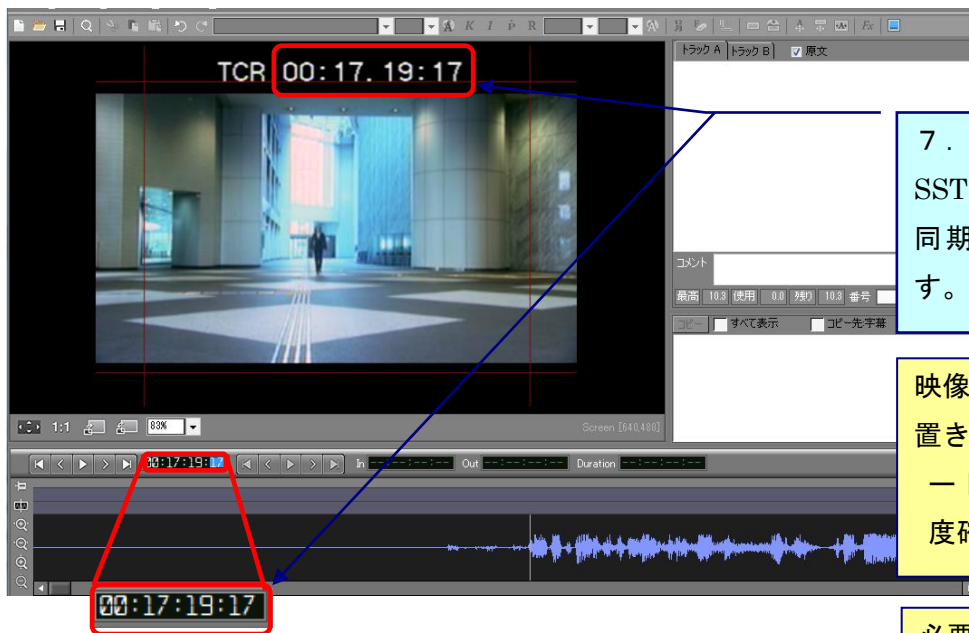 K I P R
Fx
トラック A トラック B 原文
TCR 00:17.19:17
７．
SST
同期
す。
コメント
最高 10.3 使用 0.0 残り 10.3 番号
コピー すべて表示 コピー先字幕
映像
置き
ート
度確
1:1 83% Screen [640,480]
00:17:19:17 In --:--:--:-- Out --:--:--:-- Duration --:--:--:--
00:17:19:17
必要